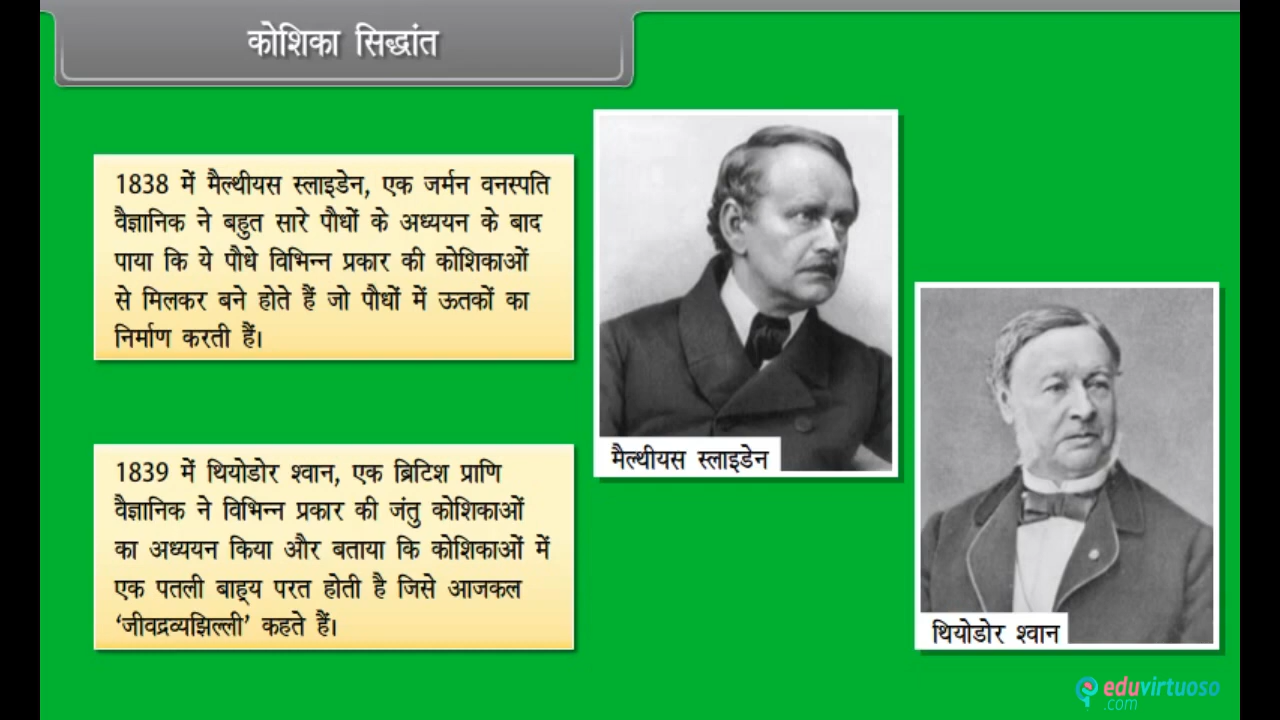 कोशिका सिद्धांत
1838 में मैल्थीयस स्लाइडेन, एक जर्मन वनस्पति
वैज्ञानिक ने बहुत सारे पौधों के अध्ययन के बाद
पाया कि ये पौधे विभिन्न प्रकार की कोशिकाओं
से मिलकर बने होते हैं जो पौधों में ऊतकों का
निर्माण करती हैं।
मैल्थीयस स्लाइडेन
1839 में थियोडोर श्वान, एक ब्रिटिश प्राणि
वैज्ञानिक ने विभिन्न प्रकार की जंतु कोशिकाओं
का अध्ययन किया और बताया कि कोशिकाओं में
एक पतली बाह्य परत होती है जिसे आजकल
‘जीवद्रव्यझिल्ली’ कहते हैं।
थियोडोर श्वान
eduvirtuoso
.com